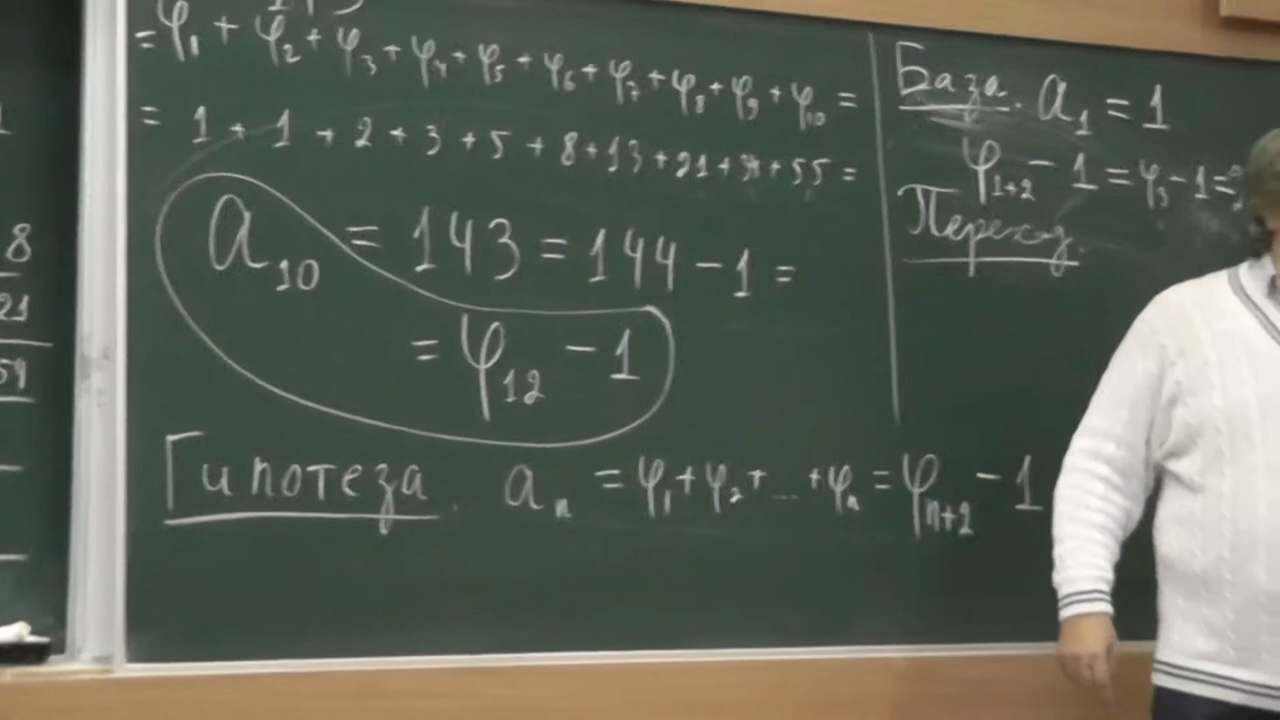 = φ₁ + φ₂ + φ₃ + φ₄ + φ₅ + φ₆ + φ₇ + φ₈ + φ₉ + φ₁₀ =
= 1 + 1 + 2 + 3 + 5 + 8 + 13 + 21 + 34 + 55 =
a₁₀ = 143 = 144 − 1 =
= φ₁₂ − 1
Гипотеза. aₙ = φ₁ + φ₂ + ... + φₙ = φₙ₊₂ − 1
База. a₁ = 1
φ₁₊₂ − 1 = φ₃ − 1 =
Переход.
8
21
59